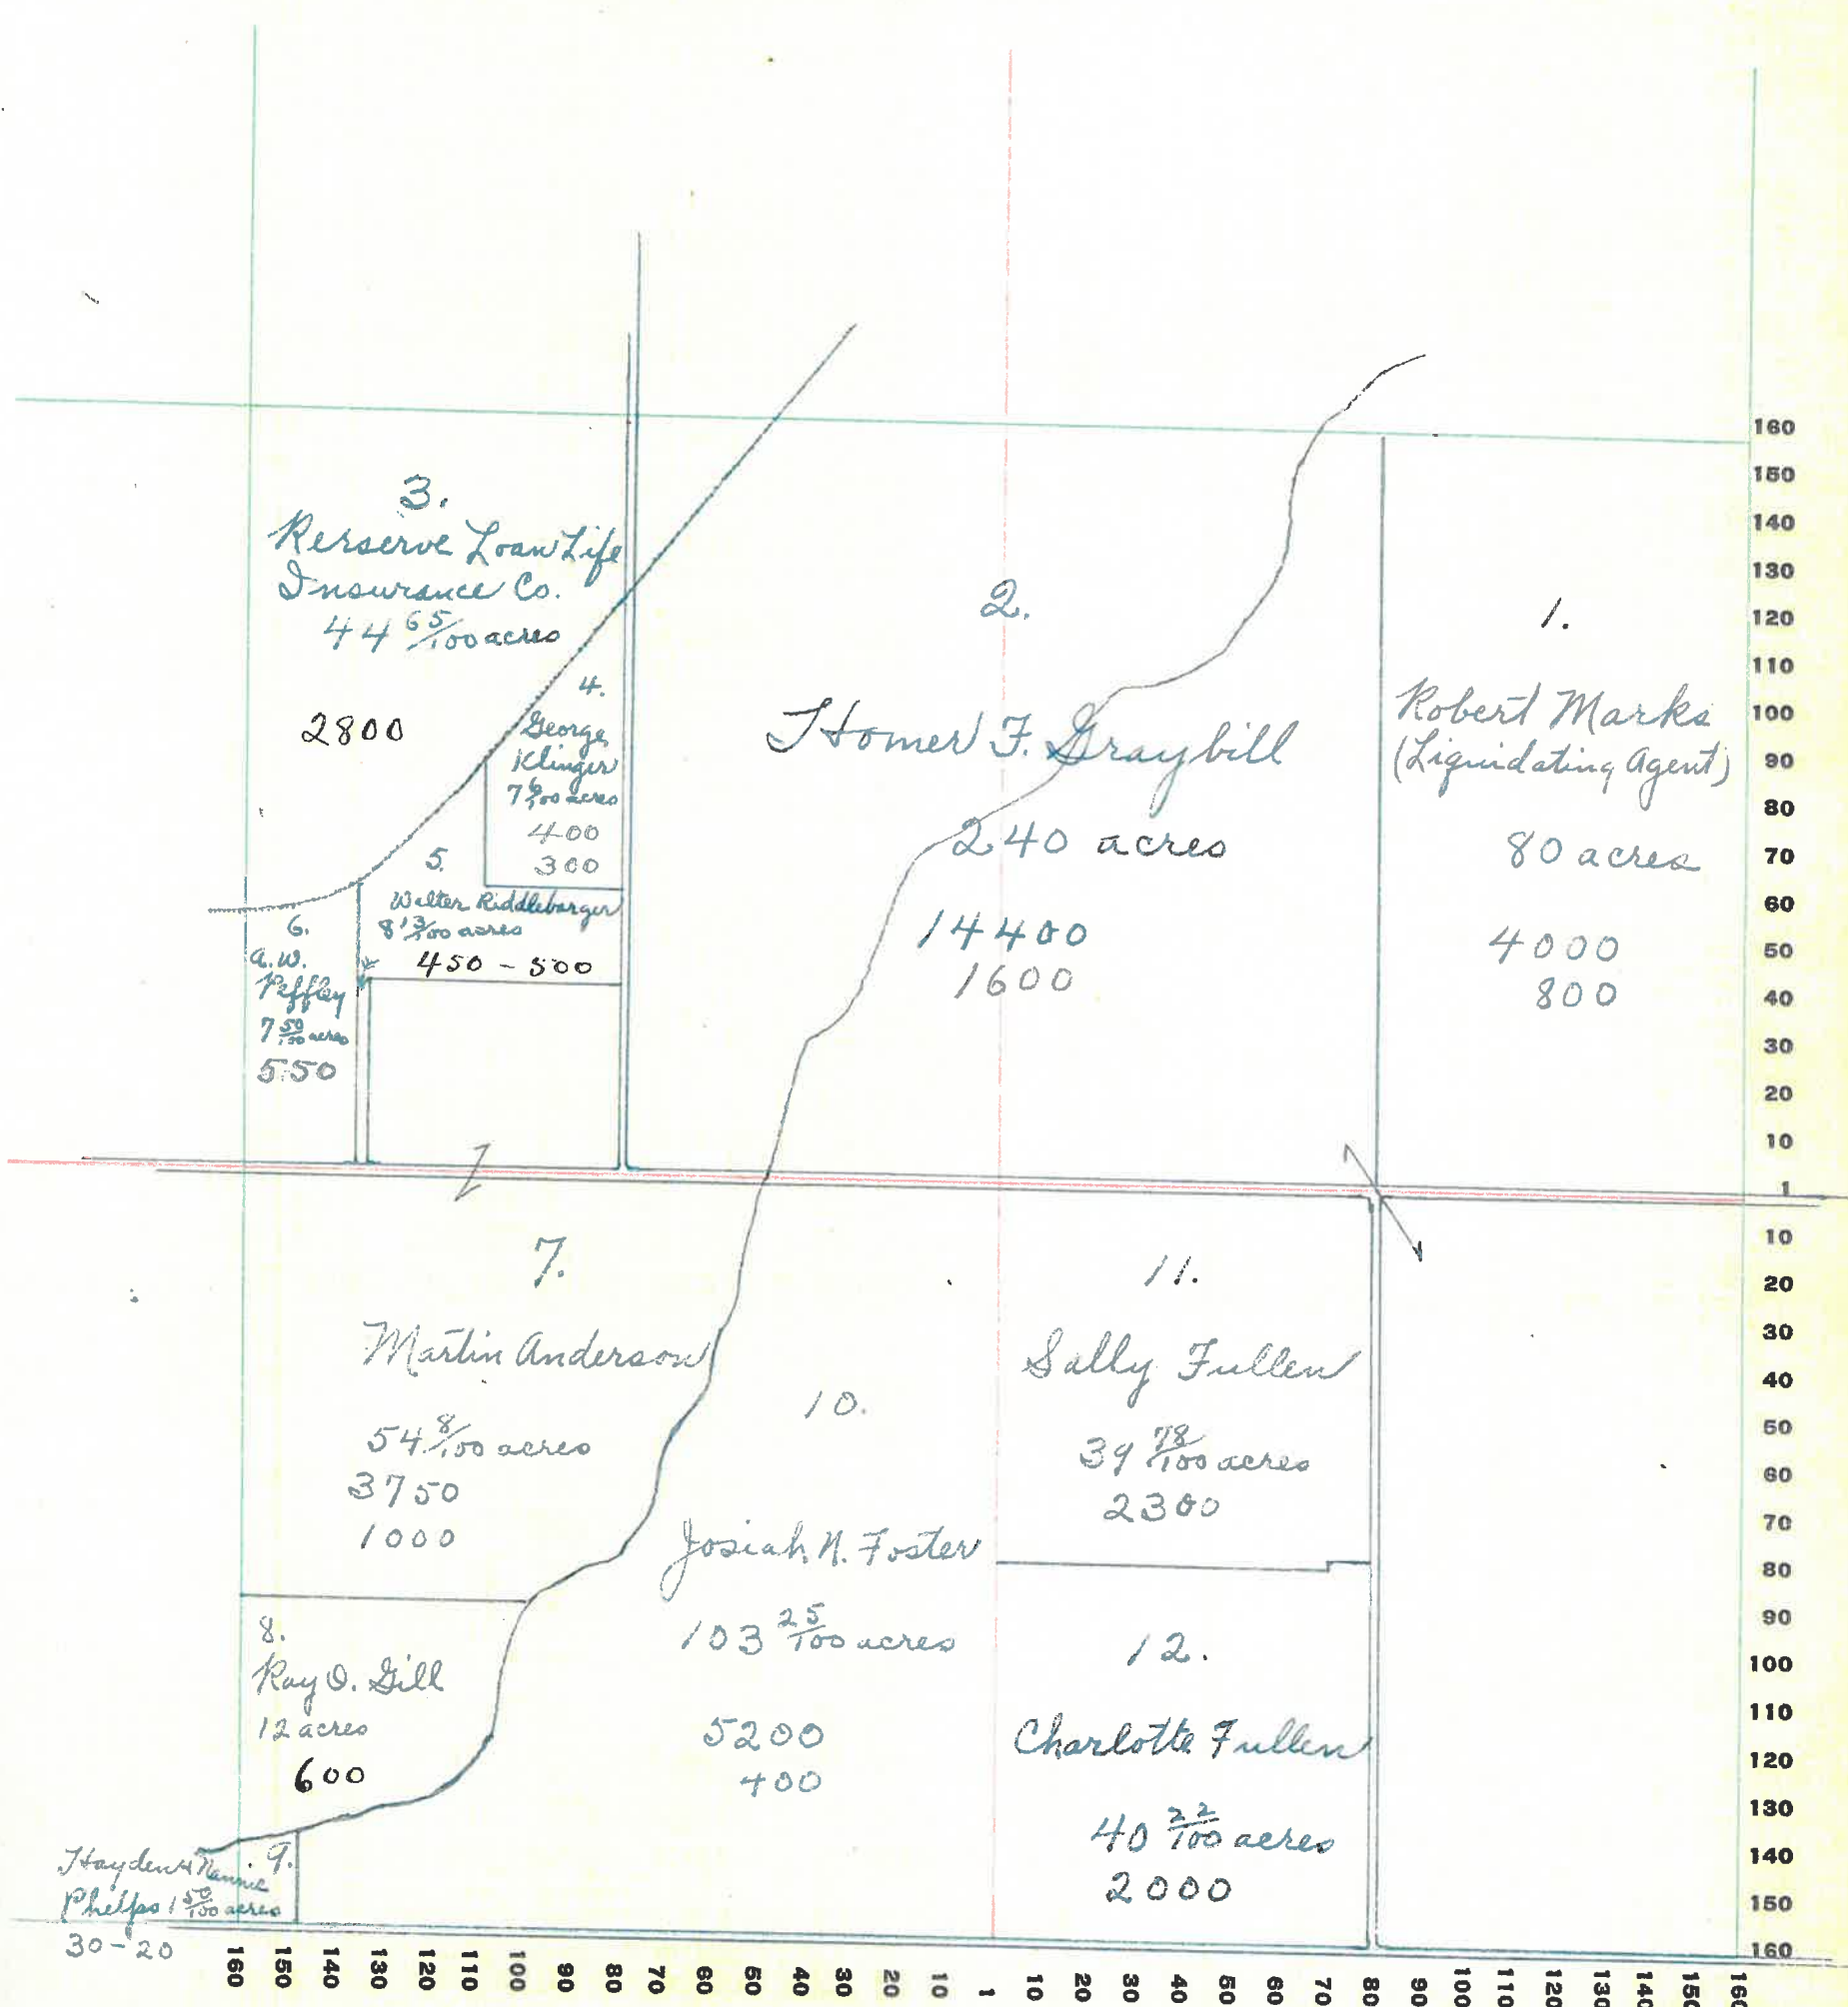 3.
Rerserve Loan Life
Insurance Co.
44 65/100 acres
2800
4.
George
Klinger
7 6/100 acres
400
300
5.
Walter Riddlebarger
8 13/100 acres
450 - 500
6.
A.W.
Peffley
7 50/100 acres
550
2.
Homer F. Graybill
240 acres
14400
1600
1.
Robert Marks
(Liquidating Agent)
80 acres
4000
800
7.
Martin Anderson
54 8/100 acres
3750
1000
8.
Ray O. Gill
12 acres
600
9.
Hayden & Nannie
Phelps 1 50/100 acres
30-20
10.
Josiah N. Foster
103 25/100 acres
5200
400
11.
Sally Fullen
39 78/100 acres
2300
12.
Charlotte Fullen
40 22/100 acres
2000
160
150
140
130
120
110
100
90
80
70
60
50
40
30
20
10
1
10
20
30
40
50
60
70
80
90
100
110
120
130
140
150
160
160 150 140 130 120 110 100 90 80 70 60 50 40 30 20 10 1 10 20 30 40 50 60 70 80 90 100 110 120 130 140 150 160